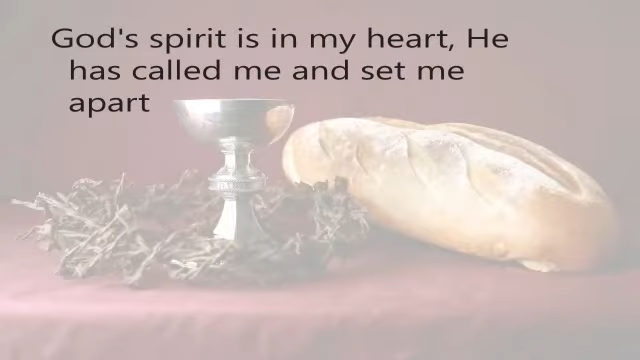 God's spirit is in my heart, He
has called me and set me
apart